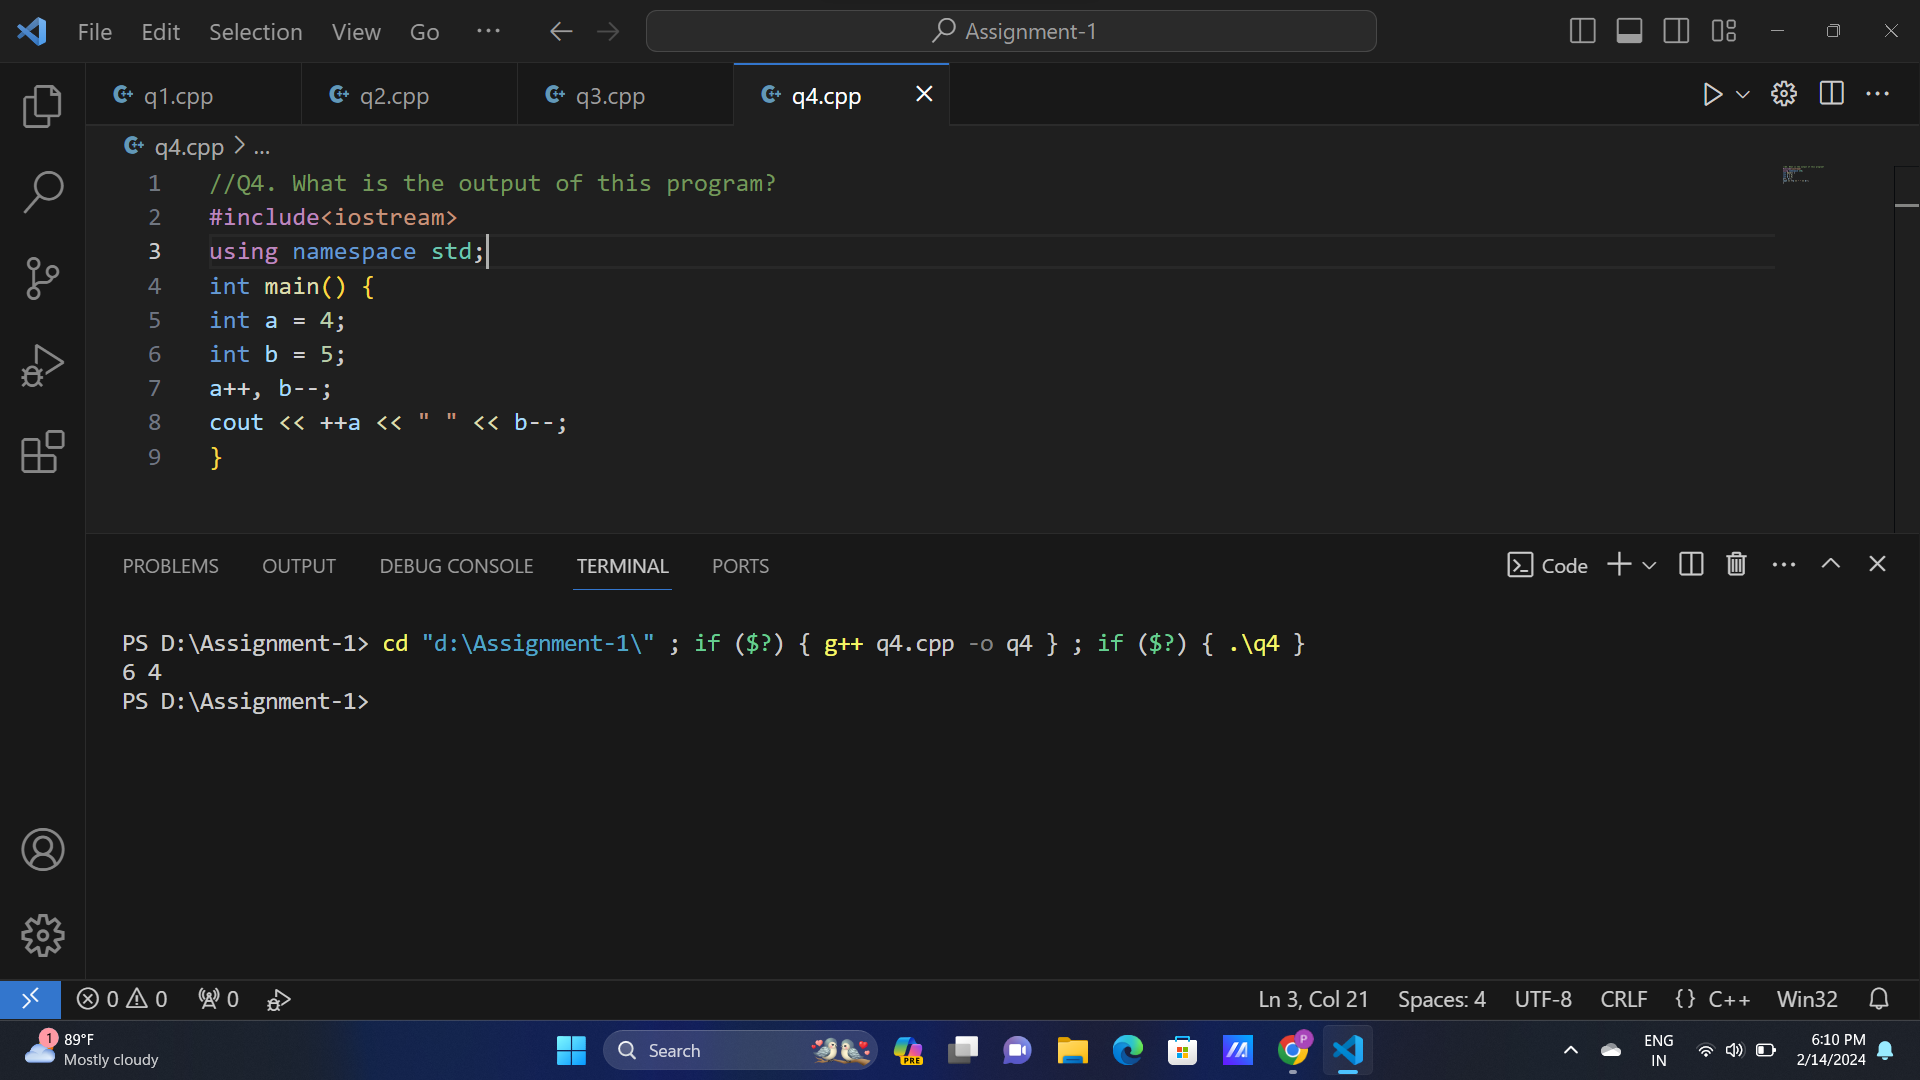 File Edit Selection View Go ··· Assignment-1
q1.cpp q2.cpp q3.cpp q4.cpp
q4.cpp > ...
1 //Q4. What is the output of this program?
2 #include<iostream>
3 using namespace std;
4 int main() {
5 int a = 4;
6 int b = 5;
7 a++, b--;
8 cout << ++a << " " << b--;
9 }
PROBLEMS OUTPUT DEBUG CONSOLE TERMINAL PORTS Code
PS D:\Assignment-1> cd "d:\Assignment-1\" ; if ($?) { g++ q4.cpp -o q4 } ; if ($?) { .\q4 }
6 4
PS D:\Assignment-1>
0 0 0 Ln 3, Col 21 Spaces: 4 UTF-8 CRLF {} C++ Win32
1 89°F
Mostly cloudy
Search
PRE
P
ENG
IN
6:10 PM
2/14/2024